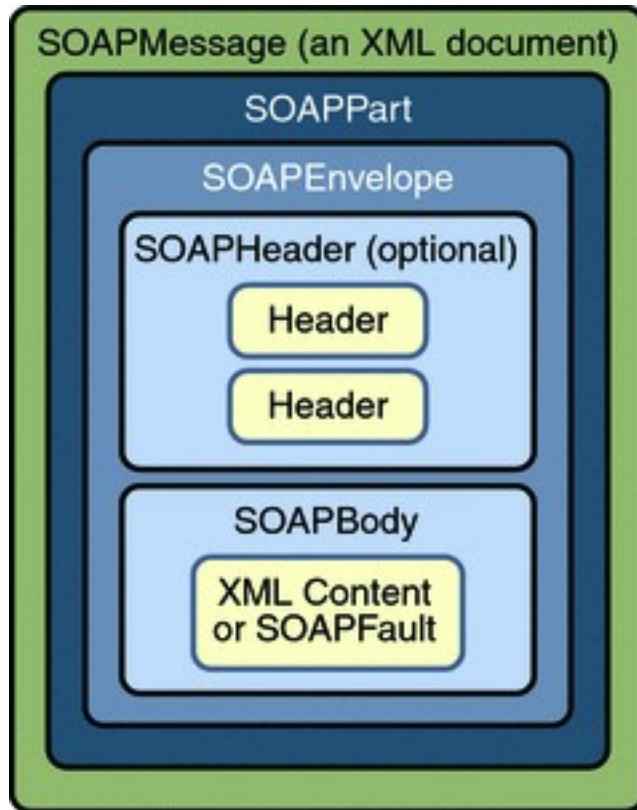 SOAPMessage (an XML document)
SOAPPart
SOAPEnvelope
SOAPHeader (optional)
Header
Header
SOAPBody
XML Content
or SOAPFault